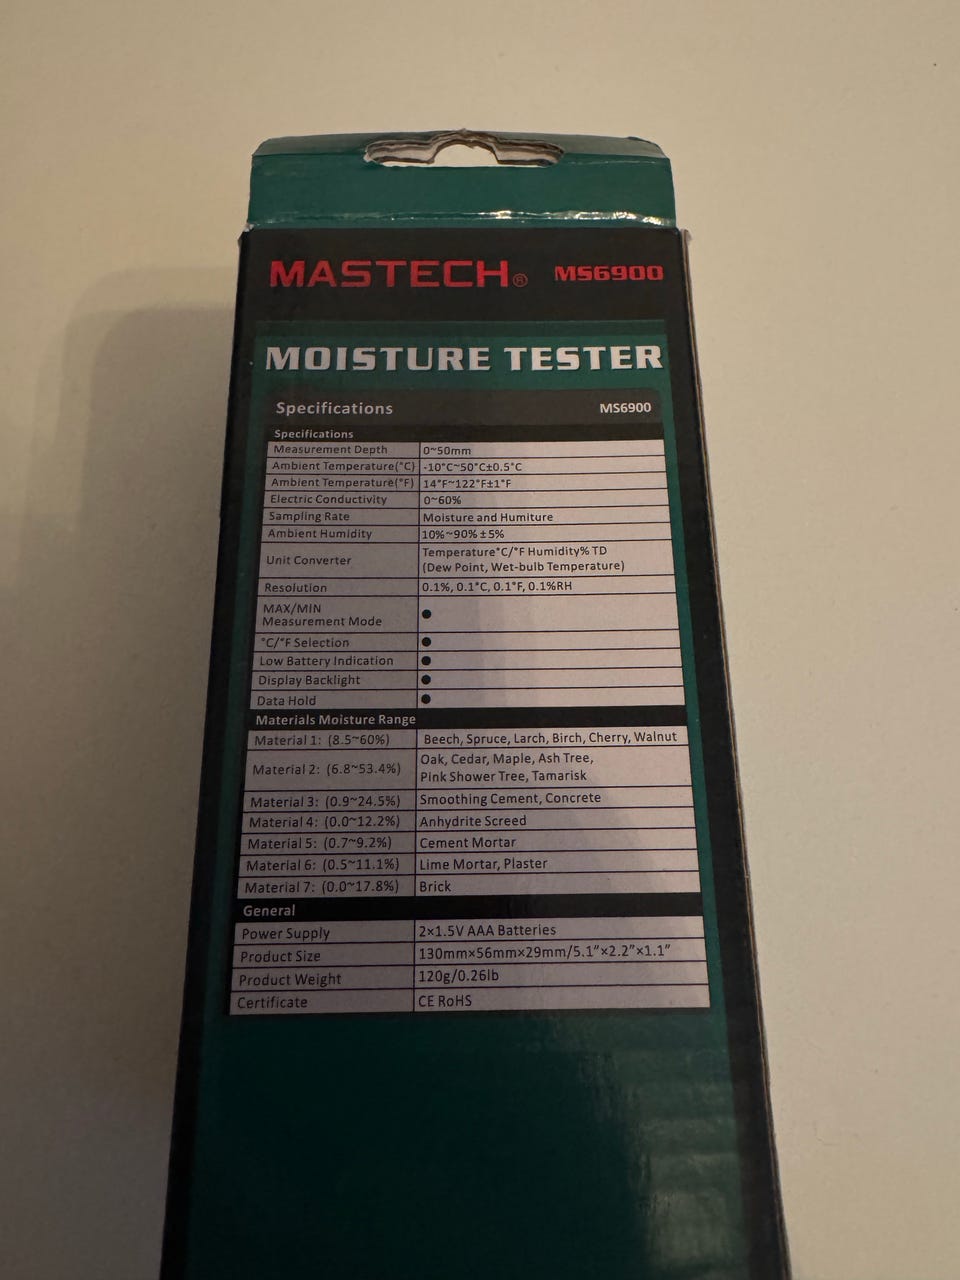 MASTECH® MS6900
MOISTURE TESTER
Specifications MS6900
Specifications
Measurement Depth 0~50mm
Ambient Temperature(°C) -10°C~50°C±0.5°C
Ambient Temperature(°F) 14°F~122°F±1°F
Electric Conductivity 0~60%
Sampling Rate Moisture and Humiture
Ambient Humidity 10%~90%±5%
Unit Converter Temperature°C/°F Humidity% TD
(Dew Point, Wet-bulb Temperature)
Resolution 0.1%, 0.1°C, 0.1°F, 0.1%RH
MAX/MIN
Measurement Mode ●
°C/°F Selection ●
Low Battery Indication ●
Display Backlight ●
Data Hold ●
Materials Moisture Range
Material 1: (8.5~60%) Beech, Spruce, Larch, Birch, Cherry, Walnut
Material 2: (6.8~53.4%) Oak, Cedar, Maple, Ash Tree,
Pink Shower Tree, Tamarisk
Material 3: (0.9~24.5%) Smoothing Cement, Concrete
Material 4: (0.0~12.2%) Anhydrite Screed
Material 5: (0.7~9.2%) Cement Mortar
Material 6: (0.5~11.1%) Lime Mortar, Plaster
Material 7: (0.0~17.8%) Brick
General
Power Supply 2×1.5V AAA Batteries
Product Size 130mm×56mm×29mm/5.1”×2.2”×1.1”
Product Weight 120g/0.26lb
Certificate CE RoHS